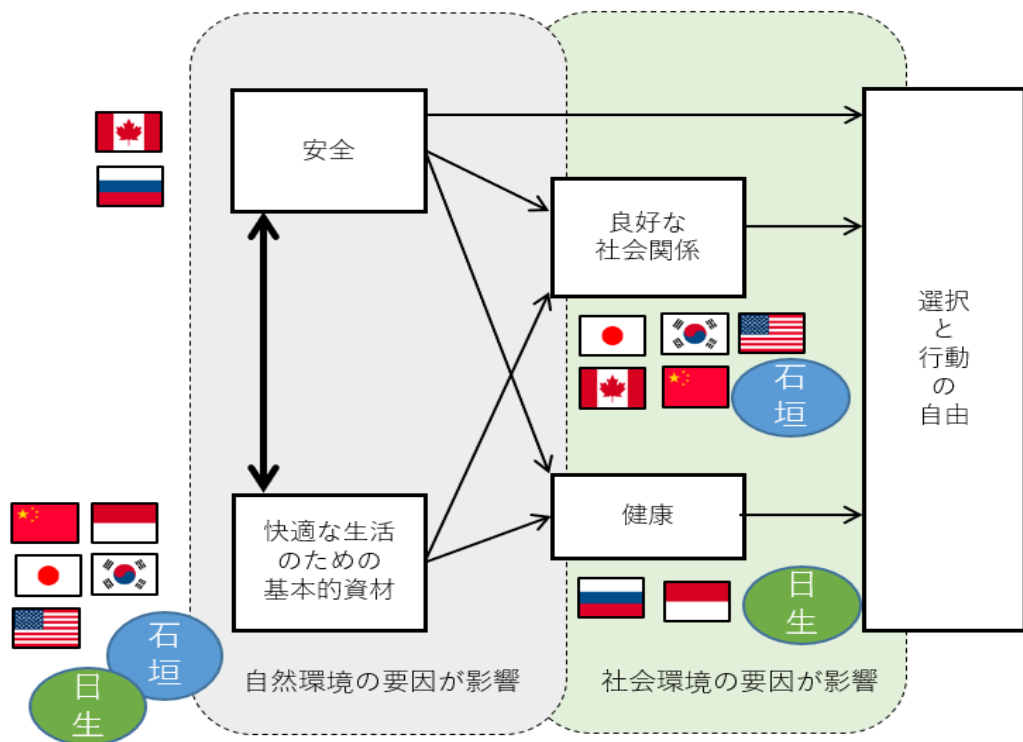 安全
良好な
社会関係
選択
と
行動
の
自由
石
垣
健康
快適な生活
のための
基本的資材
日
生
石
垣
日
生
自然環境の要因が影響
社会環境の要因が影響